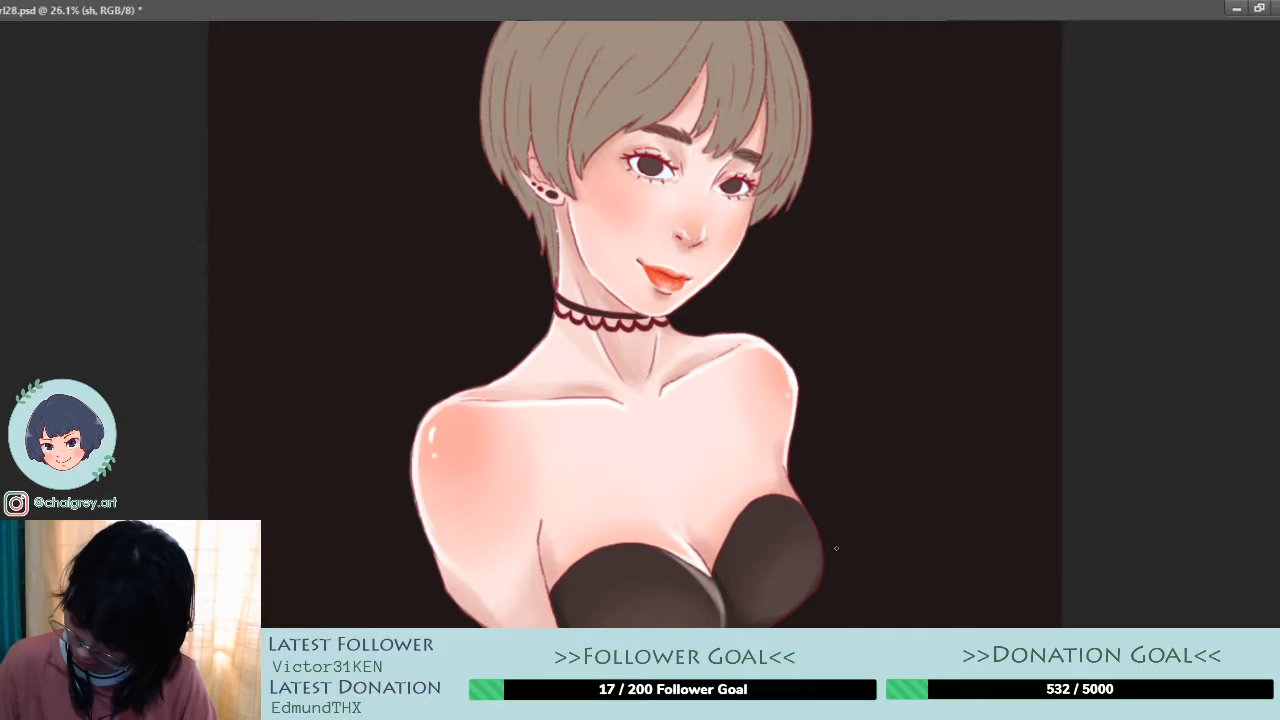 rl28.psd @ 26.1% (sh, RGB/8) *
@chaigrey.art
LATEST FOLLOWER
Victor31KEN
LATEST DONATION
EdmundTHX
>>FOLLOWER GOAL<<
17 / 200 Follower Goal
>>DONATION GOAL<<
532 / 5000